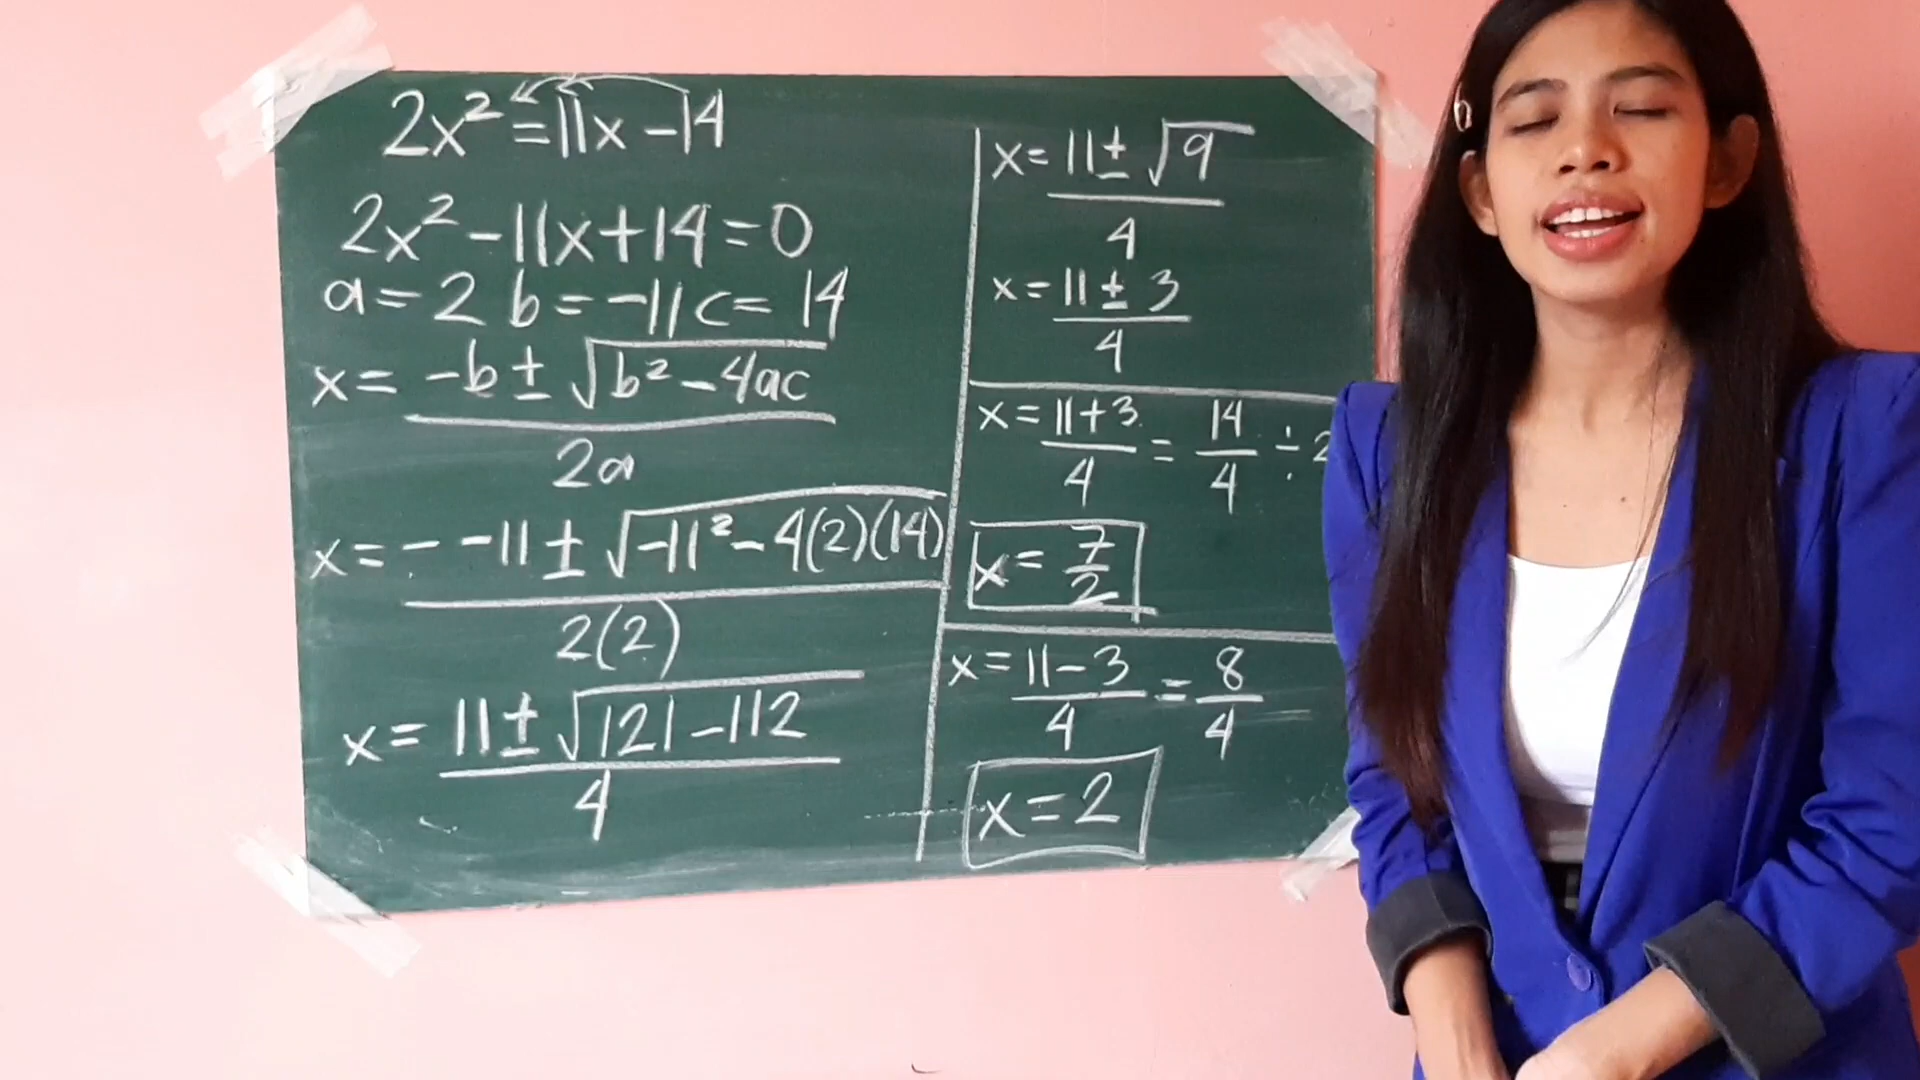 2x² = 11x - 14
2x² - 11x + 14 = 0
a = 2 b = -11 c = 14
x = -b ± √b² - 4ac
2a
x = - -11 ± √-11² - 4(2)(14)
2(2)
x = 11 ± √121 - 112
4
x = 11 ± √9
4
x = 11 ± 3
4
x = 11 + 3 = 14 ÷ 2
4 4
x = 7
2
x = 11 - 3 = 8
4 4
x = 2